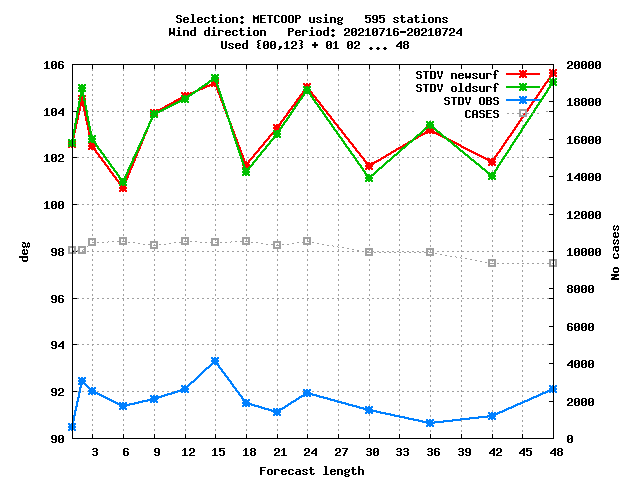 Selection: METCOOP using   595 stations
Wind direction   Period: 20210716-20210724
Used {00,12} + 01 02 ... 48
106
104
102
100
98
96
94
92
90
deg
STDV newsurf
STDV oldsurf
STDV OBS
CASES
20000
18000
16000
14000
12000
10000
8000
6000
4000
2000
0
No cases
3 6 9 12 15 18 21 24 27 30 33 36 39 42 45 48
Forecast length